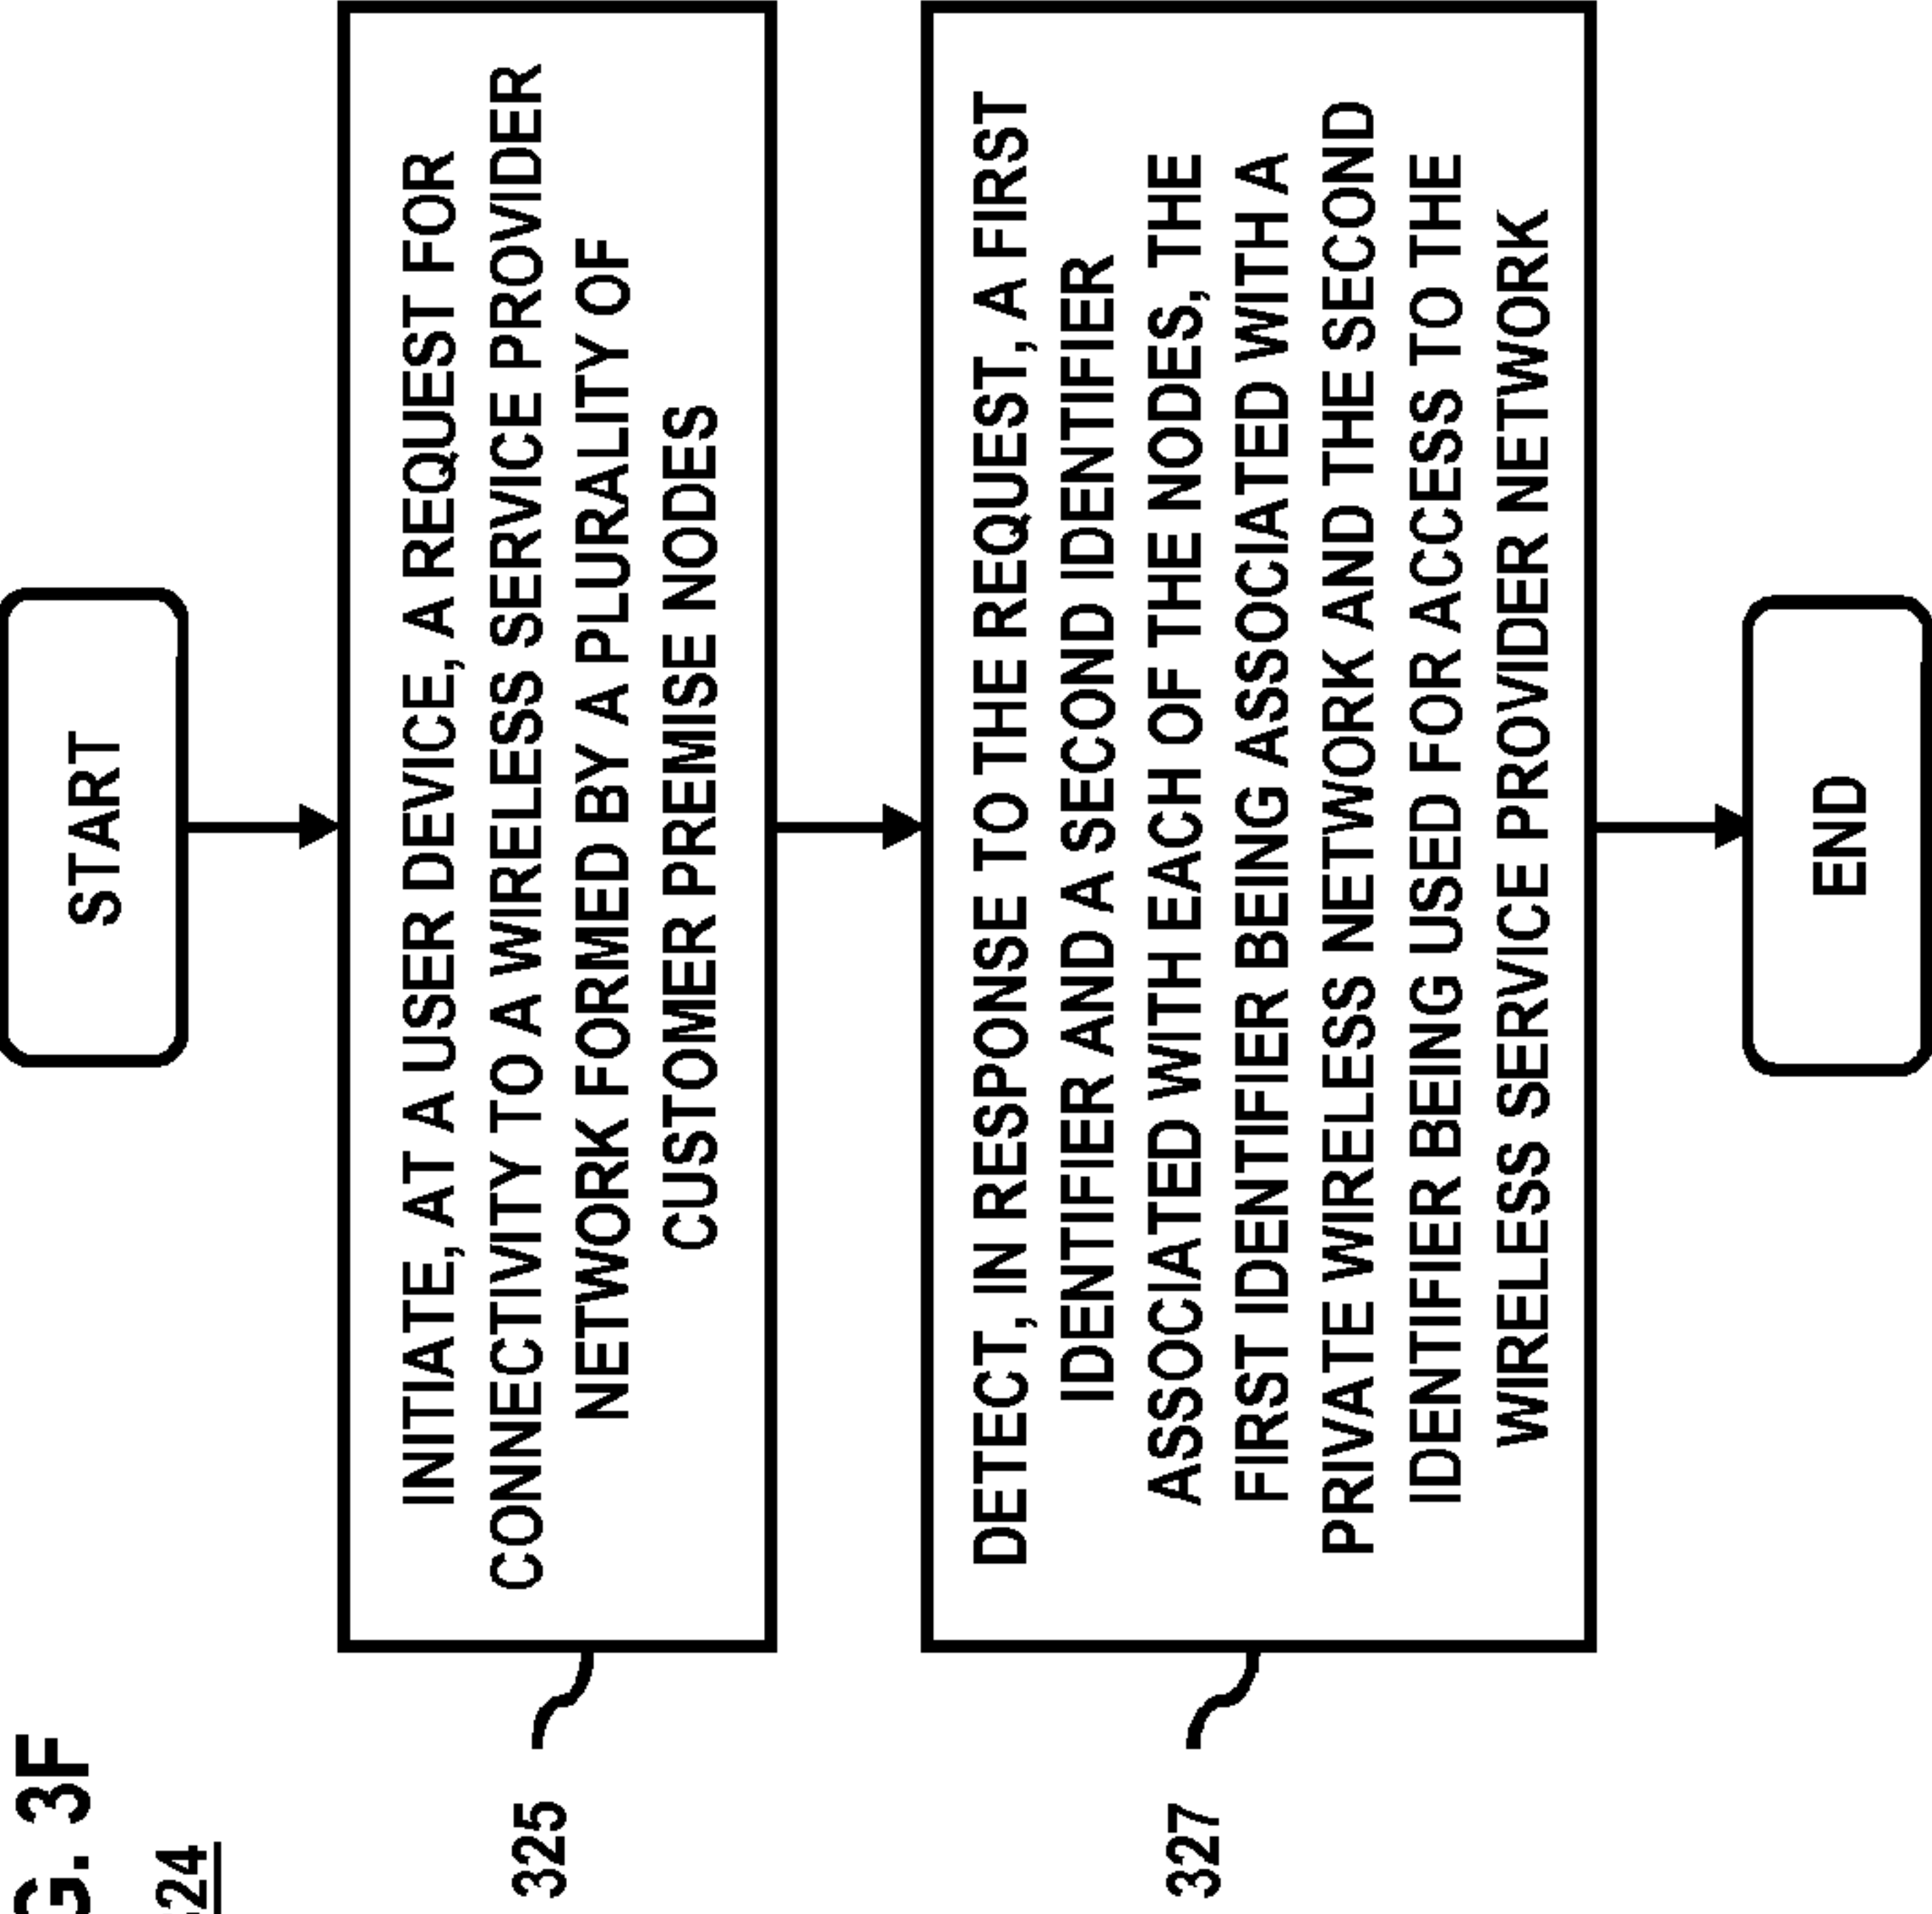 3F
START
INITIATE, AT A USER DEVICE, A REQUEST FOR
CONNECTIVITY TO A WIRELESS SERVICE PROVIDER
NETWORK FORMED BY A PLURALITY OF
CUSTOMER PREMISE NODES
325
DETECT, IN RESPONSE TO THE REQUEST, A FIRST
IDENTIFIER AND A SECOND IDENTIFIER
ASSOCIATED WITH EACH OF THE NODES, THE
FIRST IDENTIFIER BEING ASSOCIATED WITH A
PRIVATE WIRELESS NETWORK AND THE SECOND
IDENTIFIER BEING USED FOR ACCESS TO THE
WIRELESS SERVICE PROVIDER NETWORK
327
END